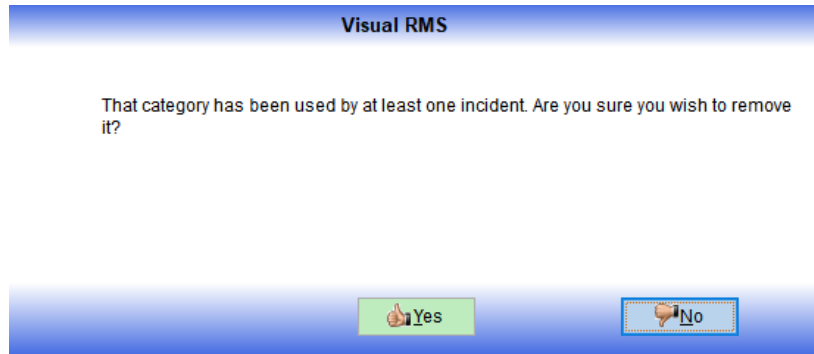 Visual RMS
That category has been used by at least one incident. Are you sure you wish to remove
it?
Yes
No